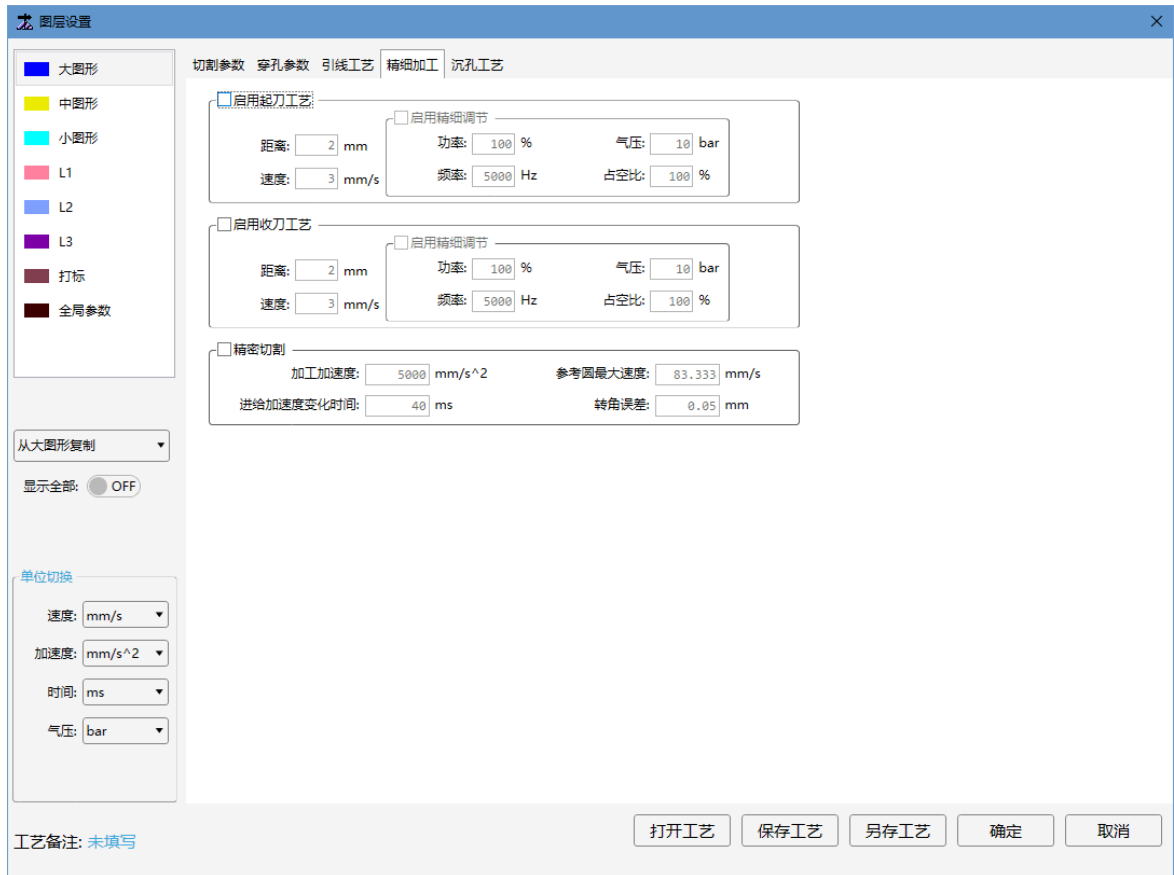 图层设置
大图形
中图形
小图形
L1
L2
L3
打标
全局参数
从大图形复制
显示全部: OFF
单位切换
速度: mm/s
加速度: mm/s^2
时间: ms
气压: bar
切割参数 穿孔参数 引线工艺 精细加工 沉孔工艺
启用起刀工艺
启用精细调节
距离: 2 mm 功率: 100 % 气压: 10 bar
速度: 3 mm/s 频率: 5000 Hz 占空比: 100 %
启用收刀工艺
启用精细调节
距离: 2 mm 功率: 100 % 气压: 10 bar
速度: 3 mm/s 频率: 5000 Hz 占空比: 100 %
精密切割
加工加速度: 5000 mm/s^2 参考圆最大速度: 83.333 mm/s
进给加速度变化时间: 40 ms 转角误差: 0.05 mm
工艺备注: 未填写
打开工艺 保存工艺 另存工艺 确定 取消